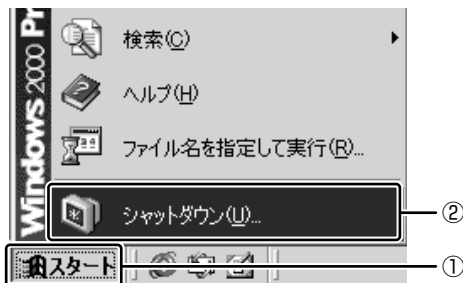 Windows 2000 Pr
検索(C)
ヘルプ(H)
ファイル名を指定して実行(R)...
シャットダウン(U)...
②
スタート
①